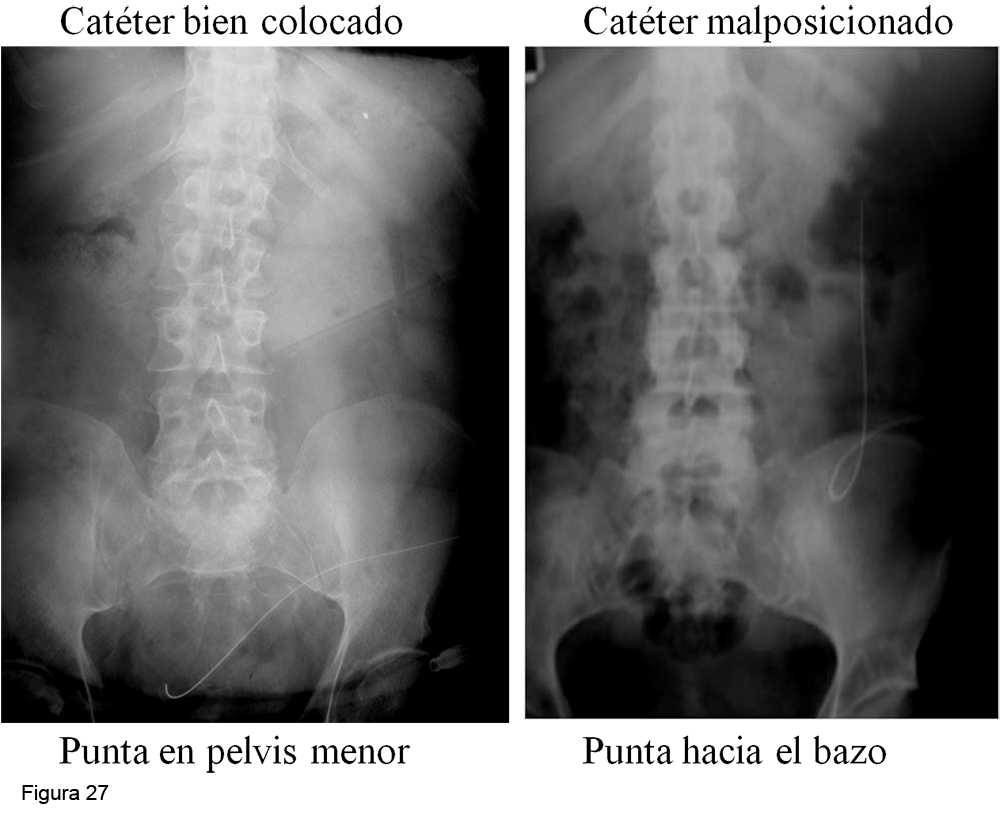 Catéter bien colocado
Catéter malposicionado
Punta en pelvis menor
Punta hacia el bazo
Figura 27